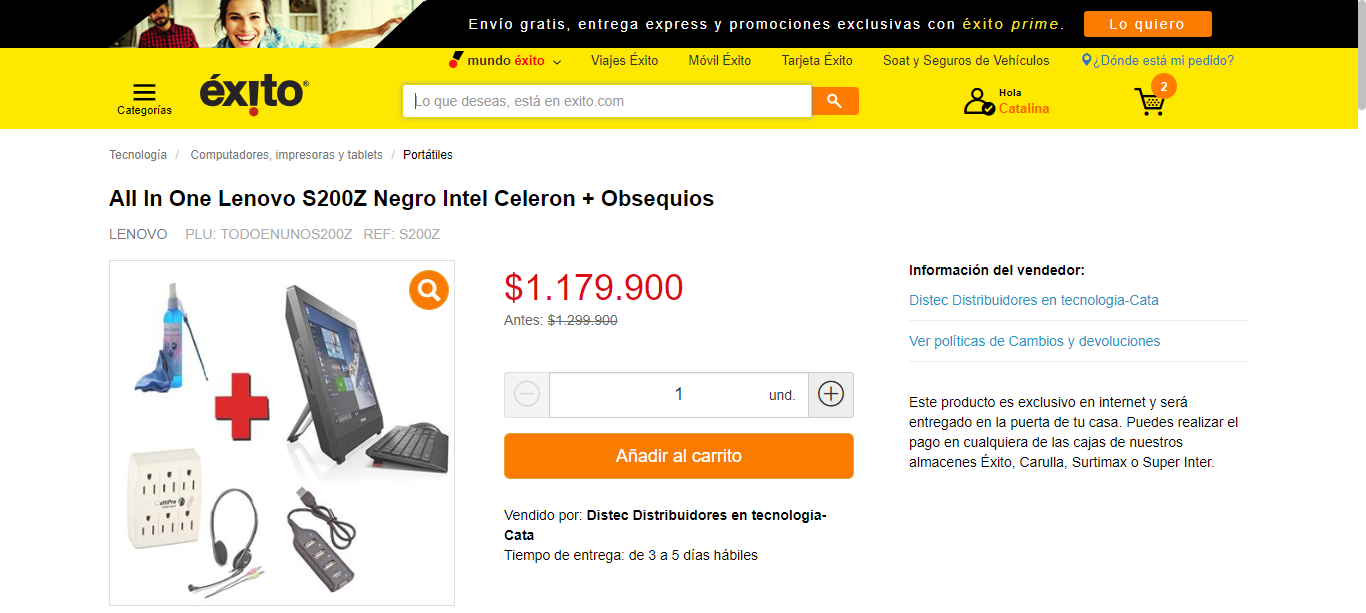 Envío gratis, entrega express y promociones exclusivas con éxito prime.
Lo quiero
mundo éxito
Viajes Éxito
Móvil Éxito
Tarjeta Éxito
Soat y Seguros de Vehículos
¿Dónde está mi pedido?
Categorías
éxito®
Lo que deseas, está en exito.com
Hola
Catalina
2
Tecnología / Computadores, impresoras y tablets / Portátiles
All In One Lenovo S200Z Negro Intel Celeron + Obsequios
LENOVO PLU: TODOENUNOS200Z REF: S200Z
$1.179.900
Antes: $1.299.900
1 und.
Añadir al carrito
Vendido por: Distec Distribuidores en tecnologia-
Cata
Tiempo de entrega: de 3 a 5 días hábiles
Información del vendedor:
Distec Distribuidores en tecnologia-Cata
Ver políticas de Cambios y devoluciones
Este producto es exclusivo en internet y será
entregado en la puerta de tu casa. Puedes realizar el
pago en cualquiera de las cajas de nuestros
almacenes Éxito, Carulla, Surtimax o Super Inter.